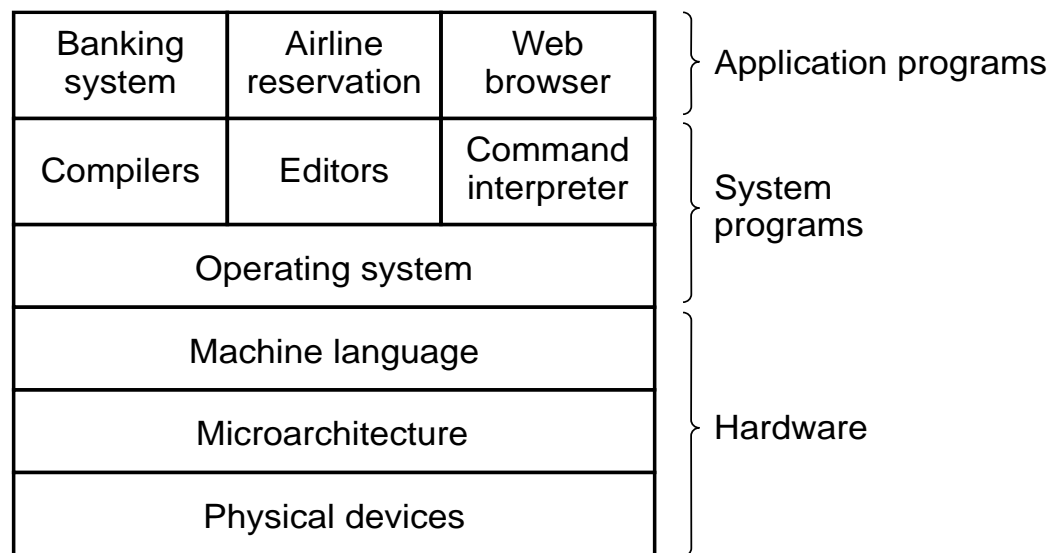 Banking
system
Airline
reservation
Web
browser
Application programs
Compilers
Editors
Command
interpreter
System
programs
Operating system
Machine language
Microarchitecture
Hardware
Physical devices